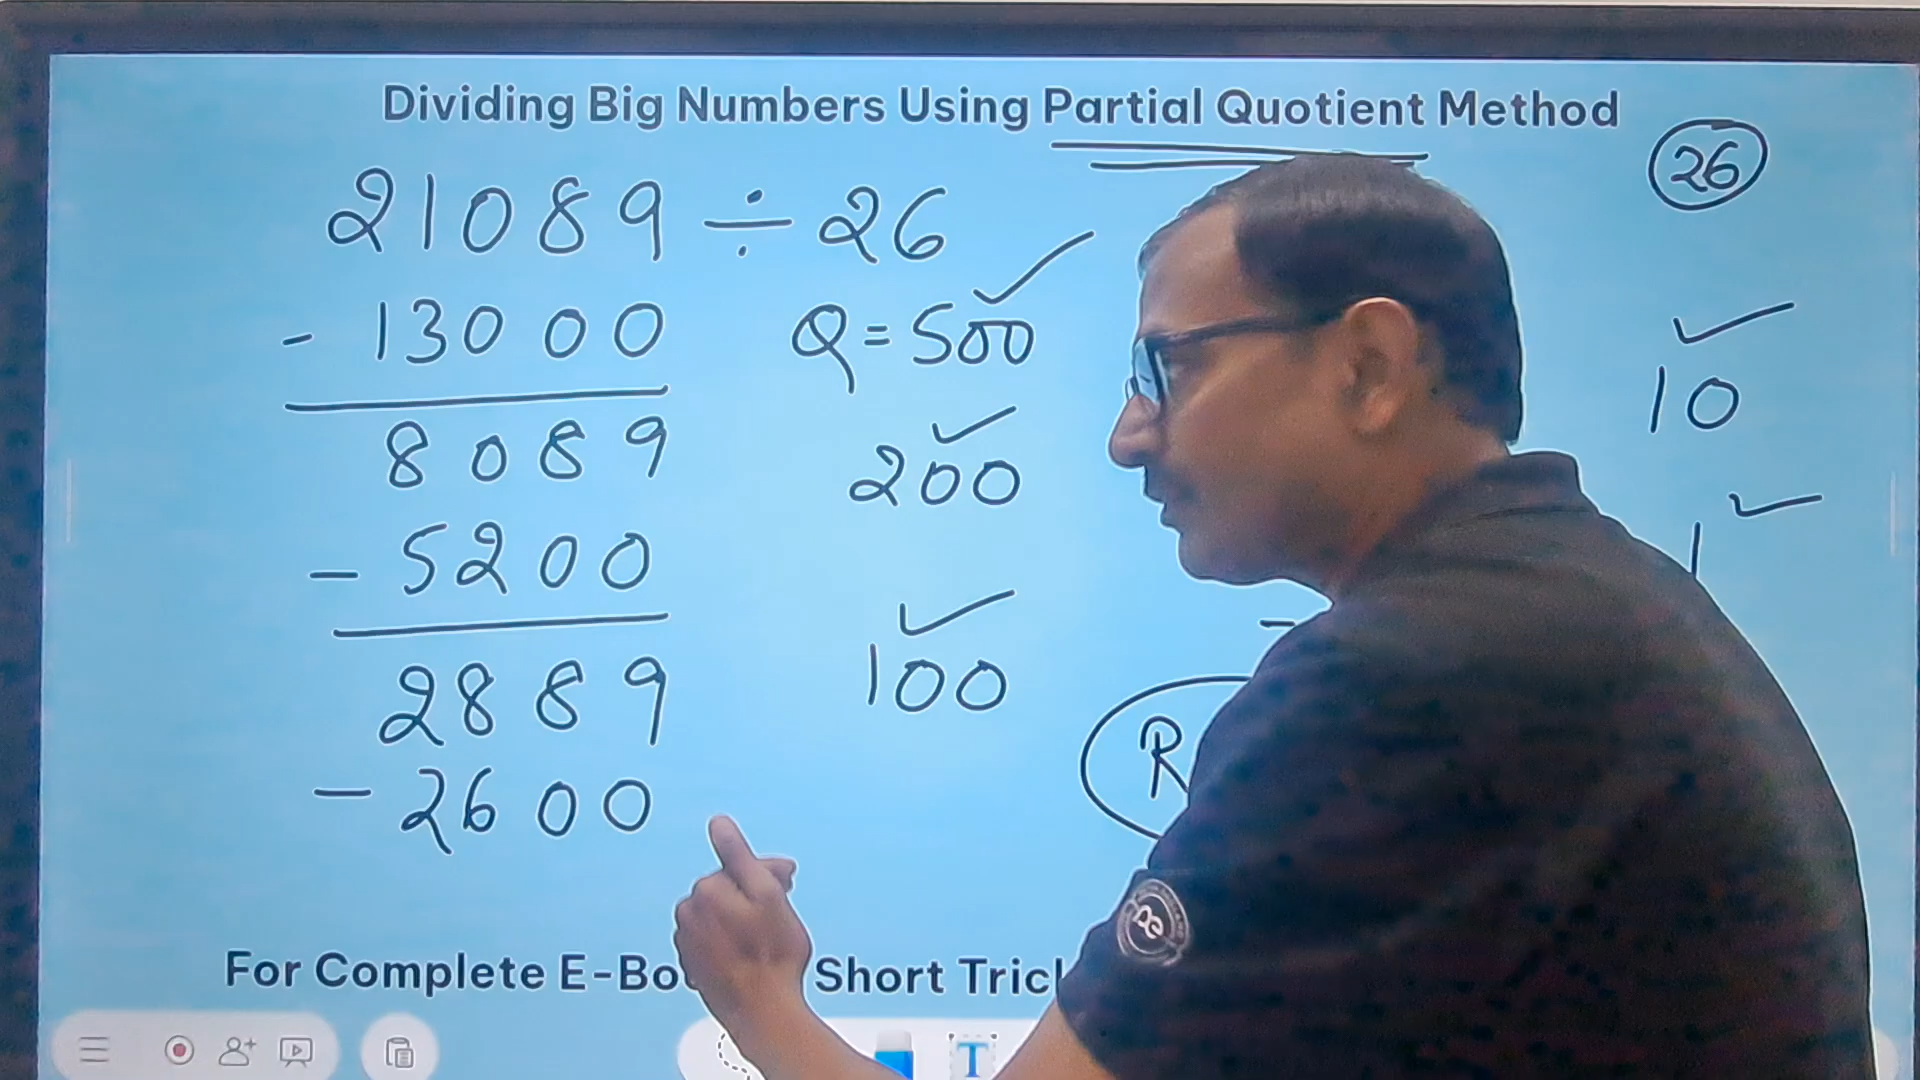 Dividing Big Numbers Using Partial Quotient Method
26
21089 ÷ 26
- 13000
Q = 500
8089
200
- 5200
2889
100
- 2600
10
1
-
R
For Complete E-Bo
Short Tric
T